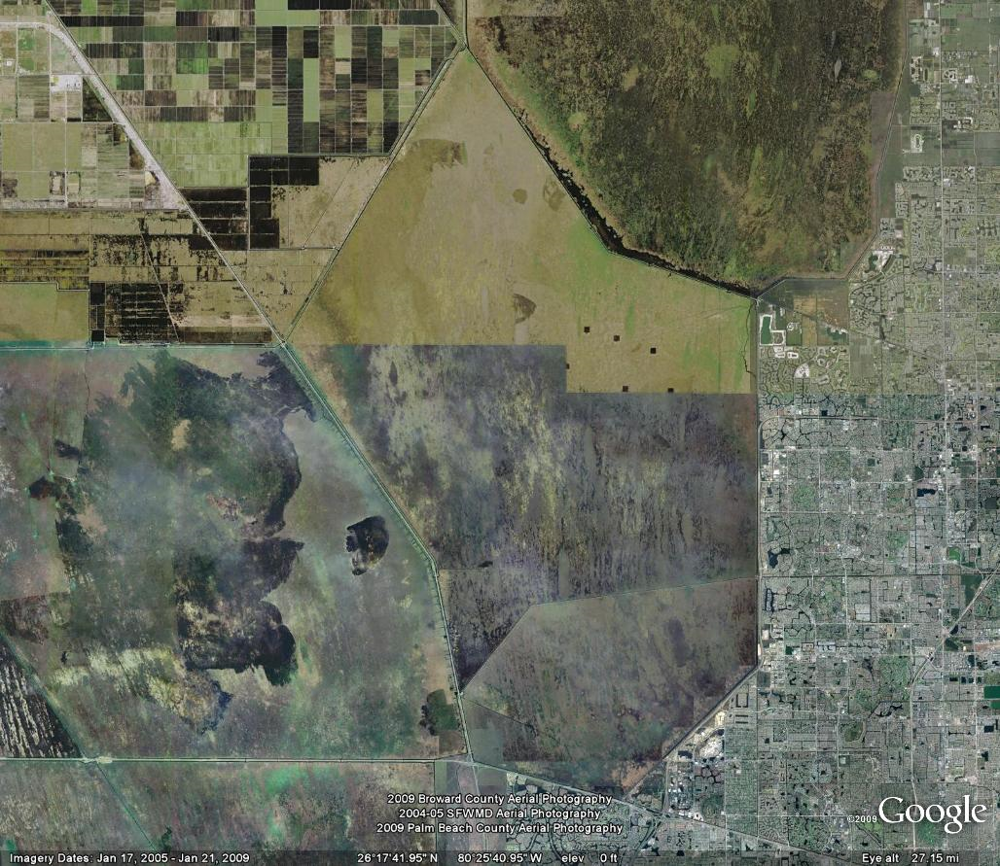 2009 Broward County Aerial Photography
2004-05 SFWMD Aerial Photography
2009 Palm Beach County Aerial Photography
©2009 Google
Imagery Dates: Jan 17, 2005 - Jan 21, 2009 26°17'41.95" N 80°25'40.95" W elev 0 ft Eye alt 27.15 mi